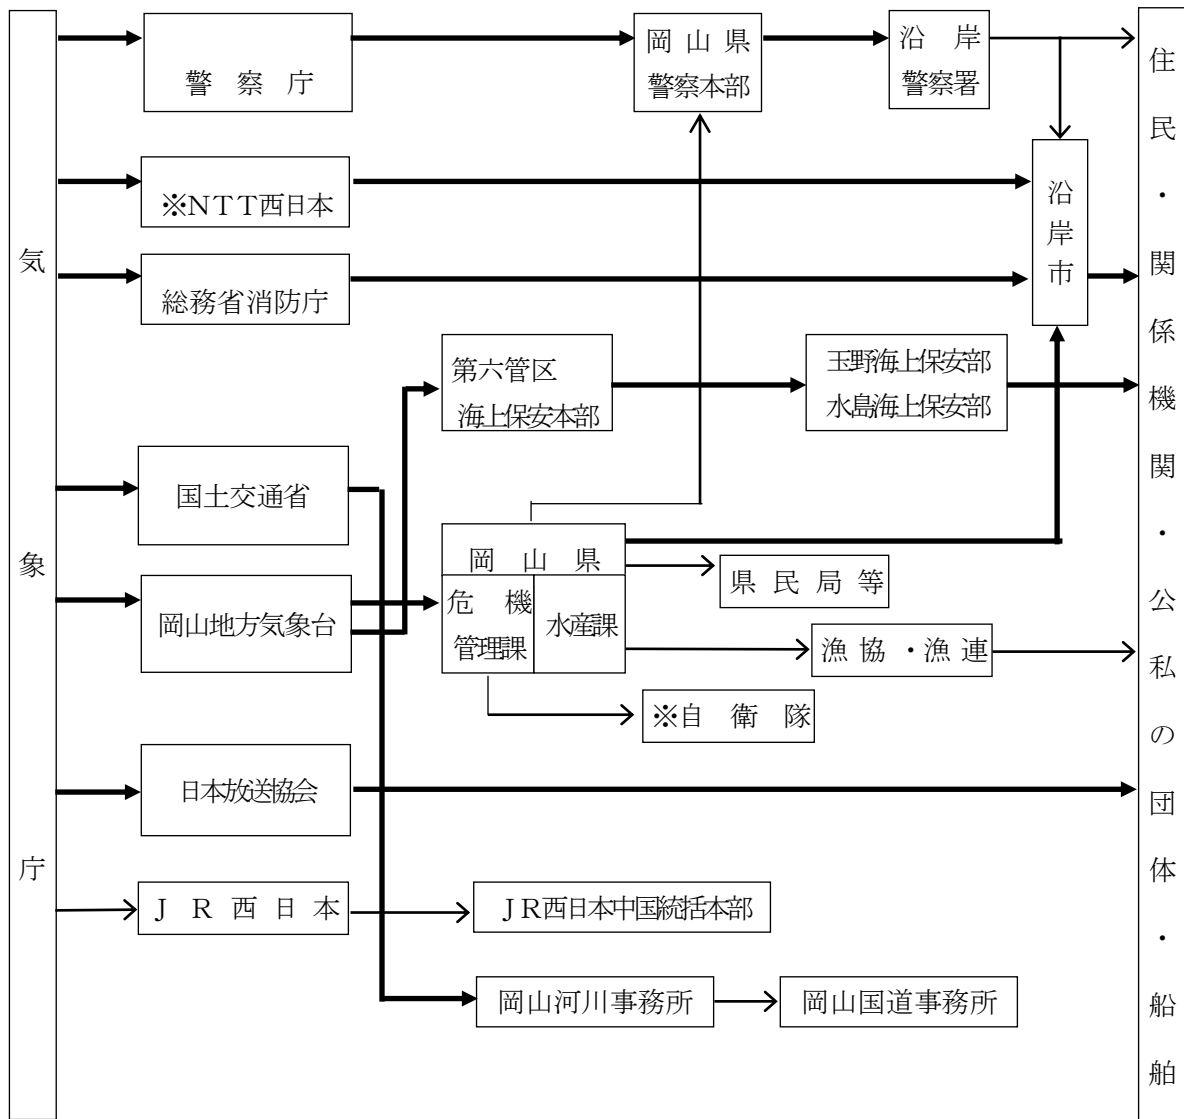 気象庁
警察庁
岡山県
警察本部
沿岸
警察署
※NTT西日本
総務省消防庁
沿岸市
第六管区
海上保安本部
玉野海上保安部
水島海上保安部
国土交通省
岡山地方気象台
岡山県
危機
管理課
水産課
県民局等
漁協・漁連
※自衛隊
日本放送協会
JR西日本
JR西日本中国統括本部
岡山河川事務所
岡山国道事務所
住民・関係機関・公私の団体・船舶